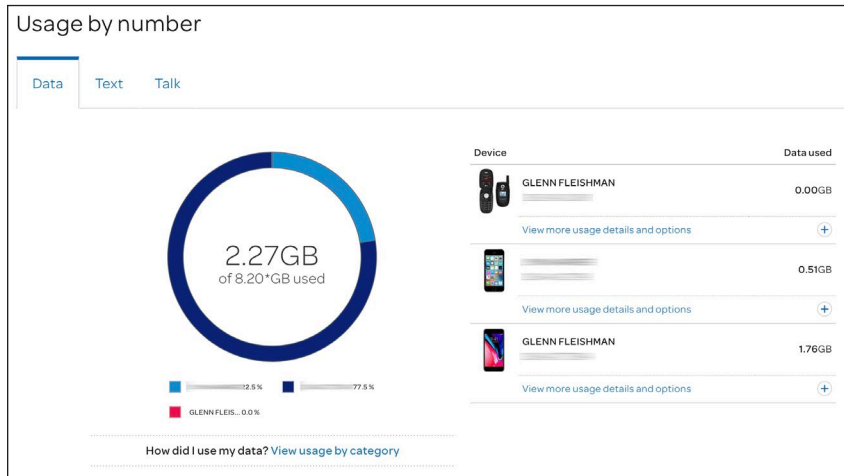 Usage by number
Data Text Talk
2.27GB
of 8.20*GB used
22.5 % 77.5 %
GLENN FLEIS... 0.0 %
How did I use my data? View usage by category
Device Data used
GLENN FLEISHMAN 0.00GB
View more usage details and options
0.51GB
View more usage details and options
GLENN FLEISHMAN 1.76GB
View more usage details and options